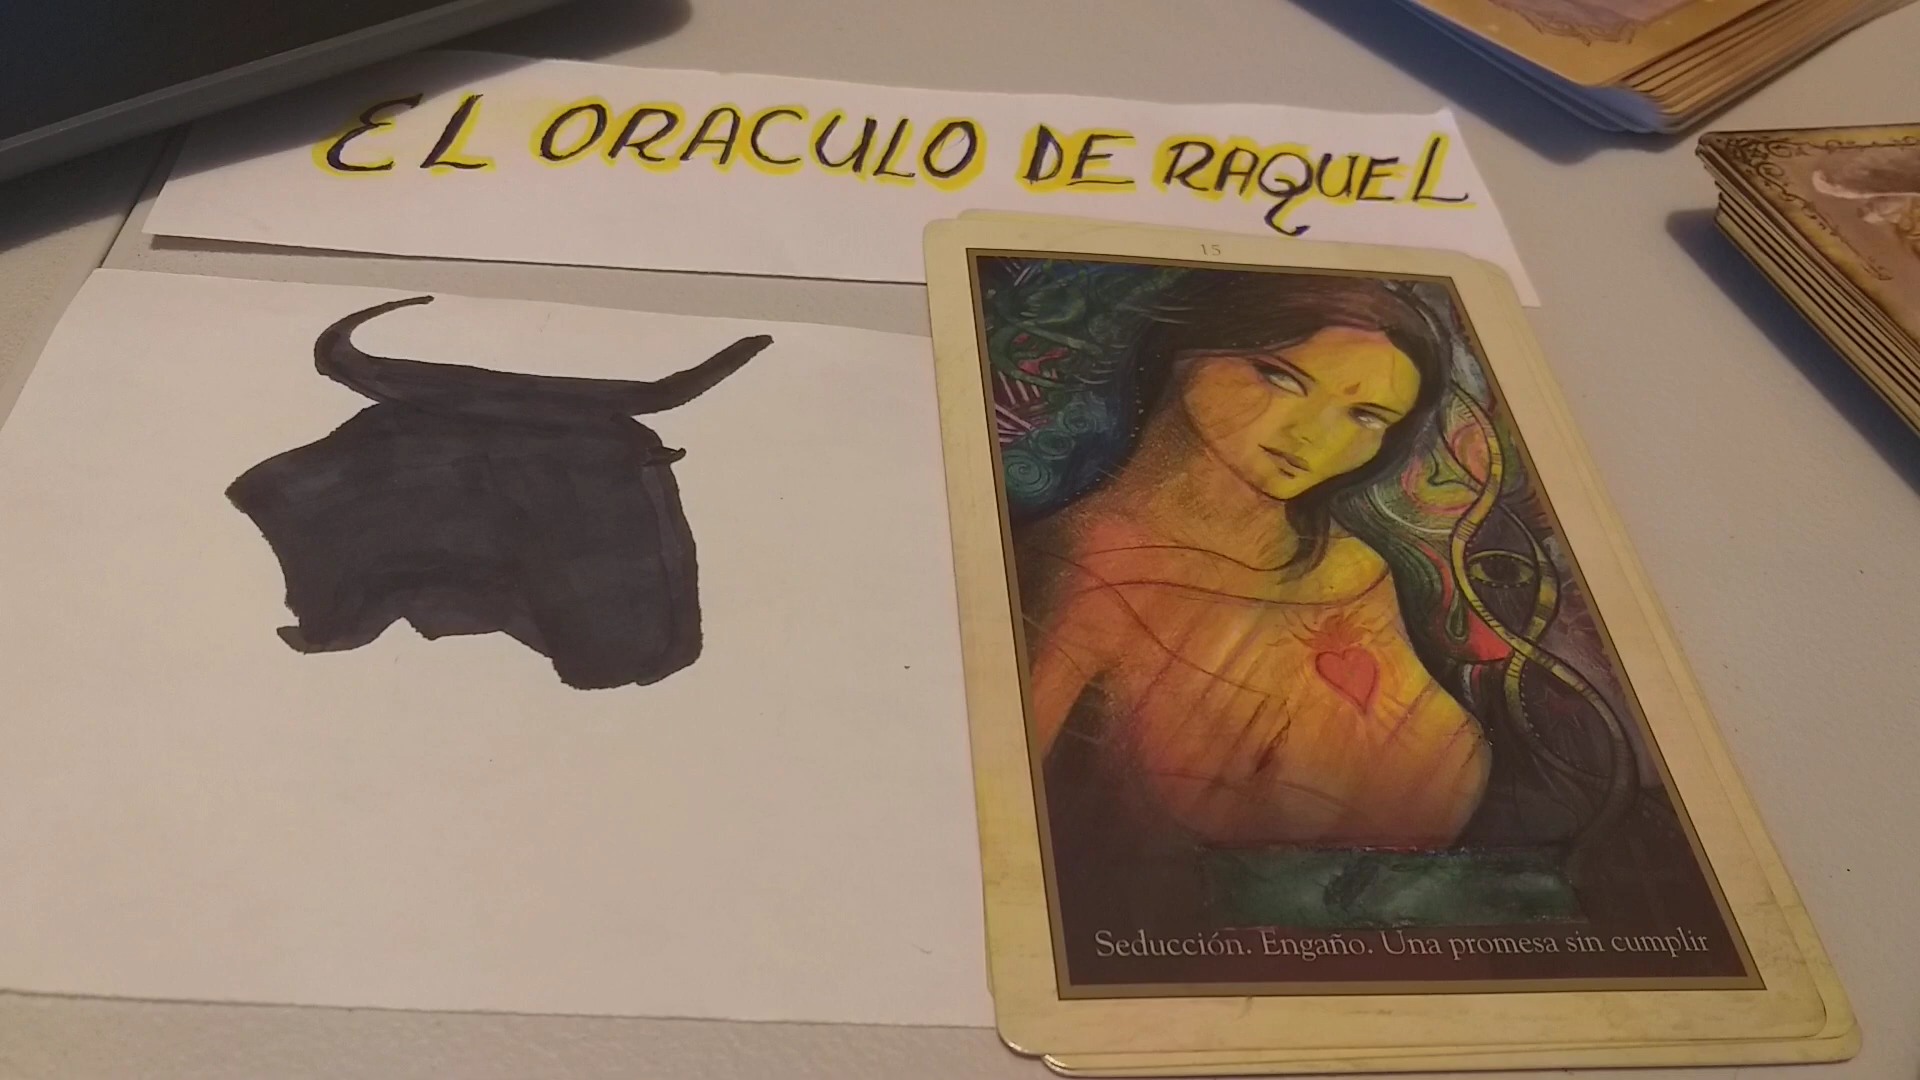 EL ORACULO DE RAQUEL
15
Seducción. Engaño. Una promesa sin cumplir